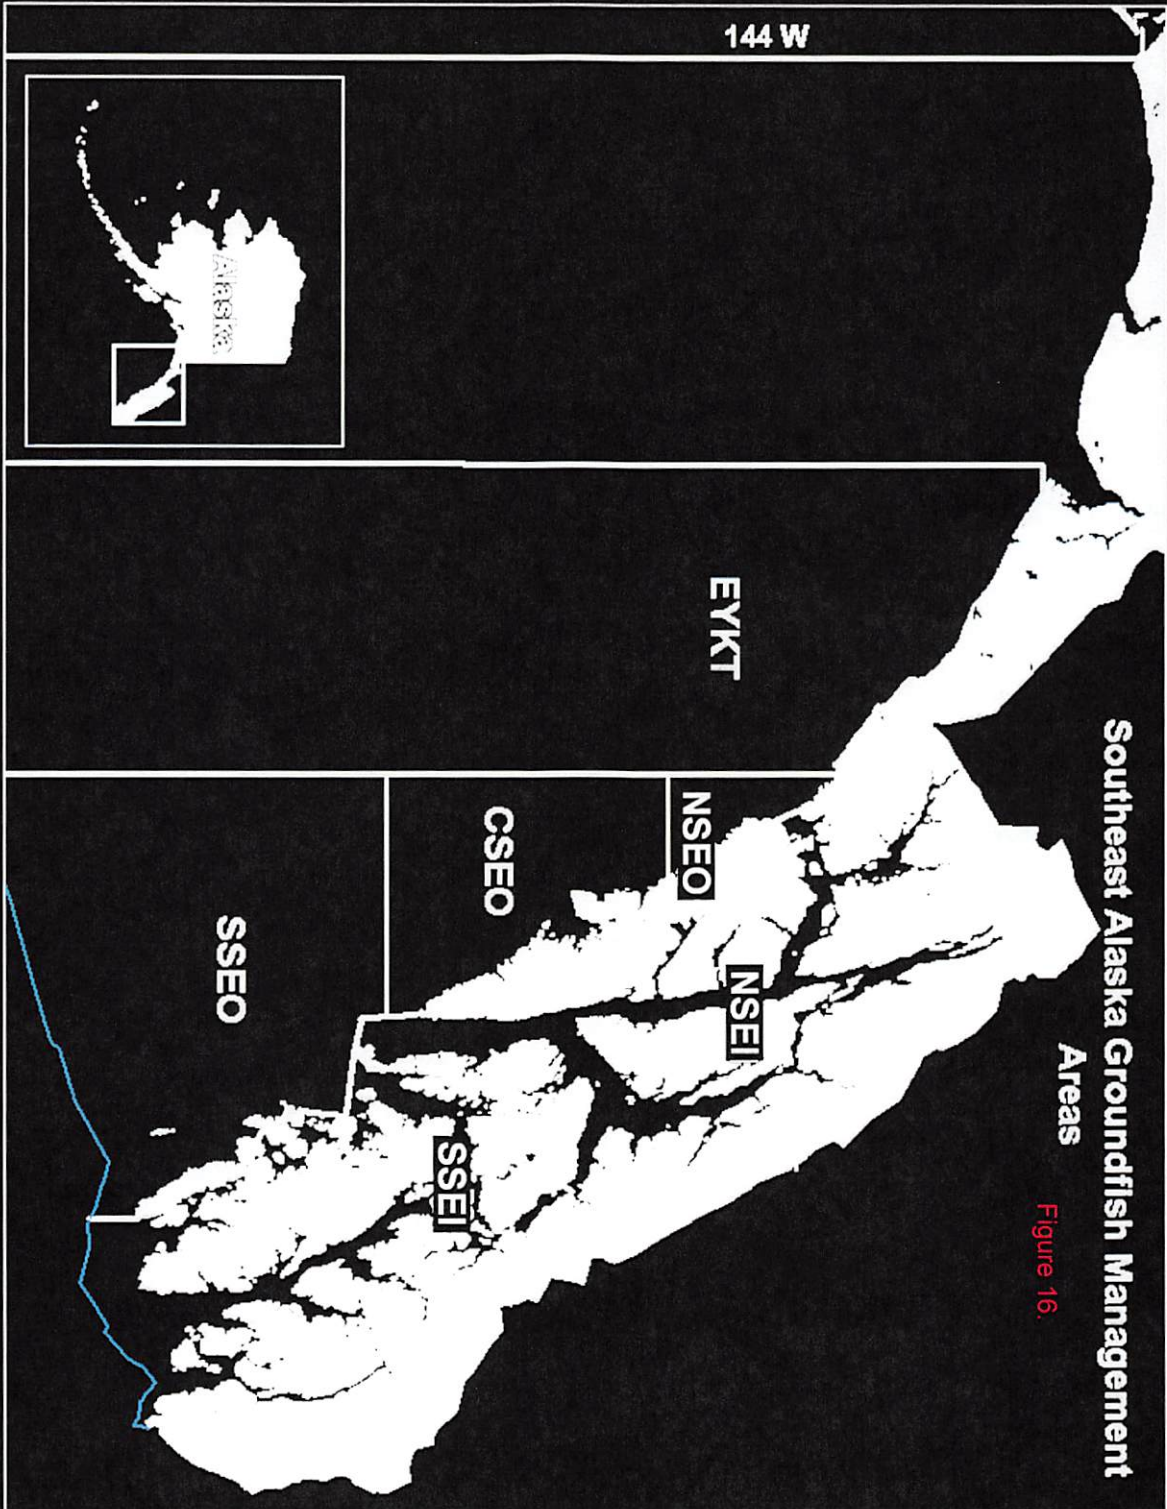 Southeast Alaska Groundfish Management
Areas
Figure 16.
144 W
Alaska
EYKT
NSEO
NSEI
CSEO
SSEI
SSEO